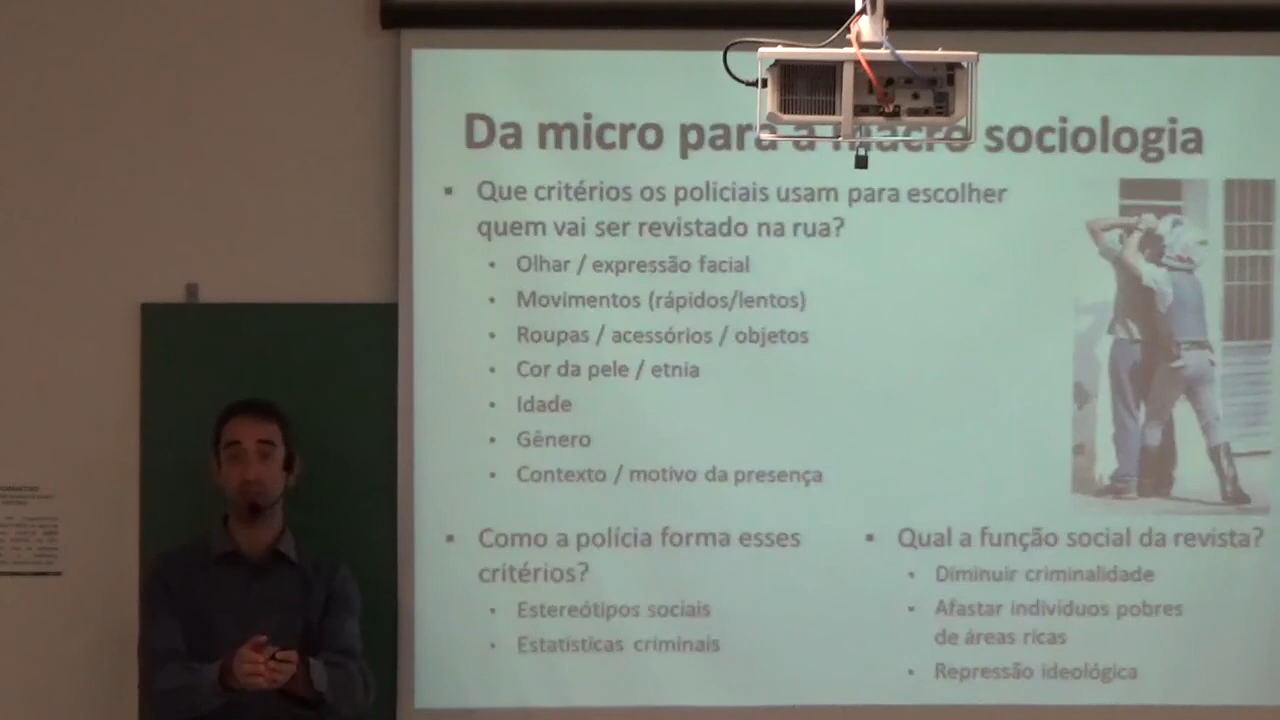 Da micro para a macro sociologia
Que critérios os policiais usam para escolher
quem vai ser revistado na rua?
Olhar / expressão facial
Movimentos (rápidos/lentos)
Roupas / acessórios / objetos
Cor da pele / etnia
Idade
Gênero
Contexto / motivo da presença
Como a polícia forma esses
critérios?
Estereótipos sociais
Estatísticas criminais
Qual a função social da revista?
Diminuir criminalidade
Afastar indivíduos pobres
de áreas ricas
Repressão ideológica